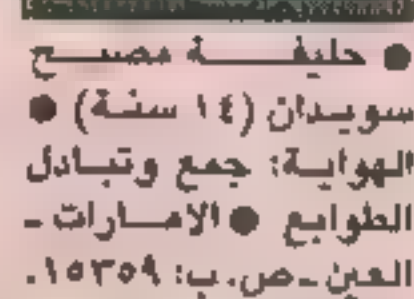 ● خليفة مصبح
سويدان (١٤ سنة) ●
الهواية: جمع وتبادل
الطوابع ● الامارات ـ
العين ـ ص. ب: ١٥٣٥٩.